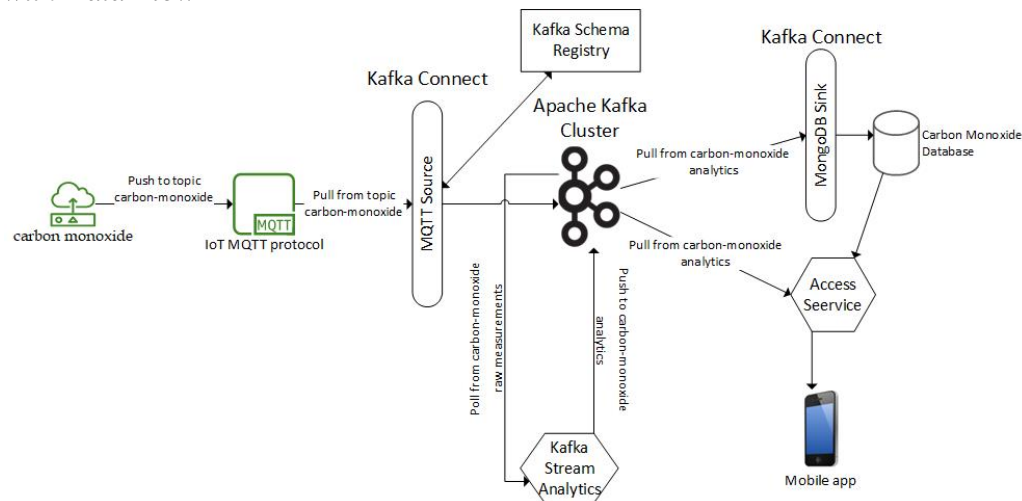 Kafka Schema
Registry
Kafka Connect
MongoDB Sink
Carbon Monoxide
Database
Kafka Connect
MQTT Source
Apache Kafka
Cluster
Pull from carbon-monoxide
analytics
Push to topic
carbon-monoxide
carbon monoxide
MQTT
IoT MQTT protocol
Pull from topic
carbon-monoxide
Pull from carbon-monoxide
analytics
Access
Seervice
Poll from carbon-monoxide
raw measurements
Push to carbon-monoxide
analytics
Kafka
Stream
Analytics
Mobile app